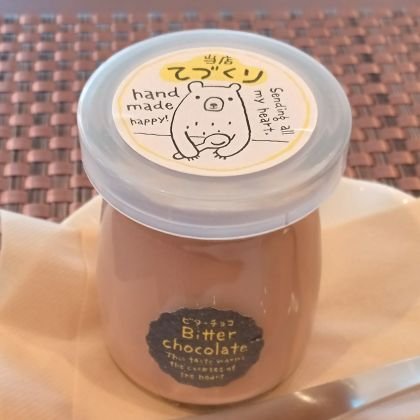 当店
てづくり
hand
made
happy!
Sending all
my heart.
ビターチョコ
Bitter
chocolate
This taste warms
the cookies of
the heart